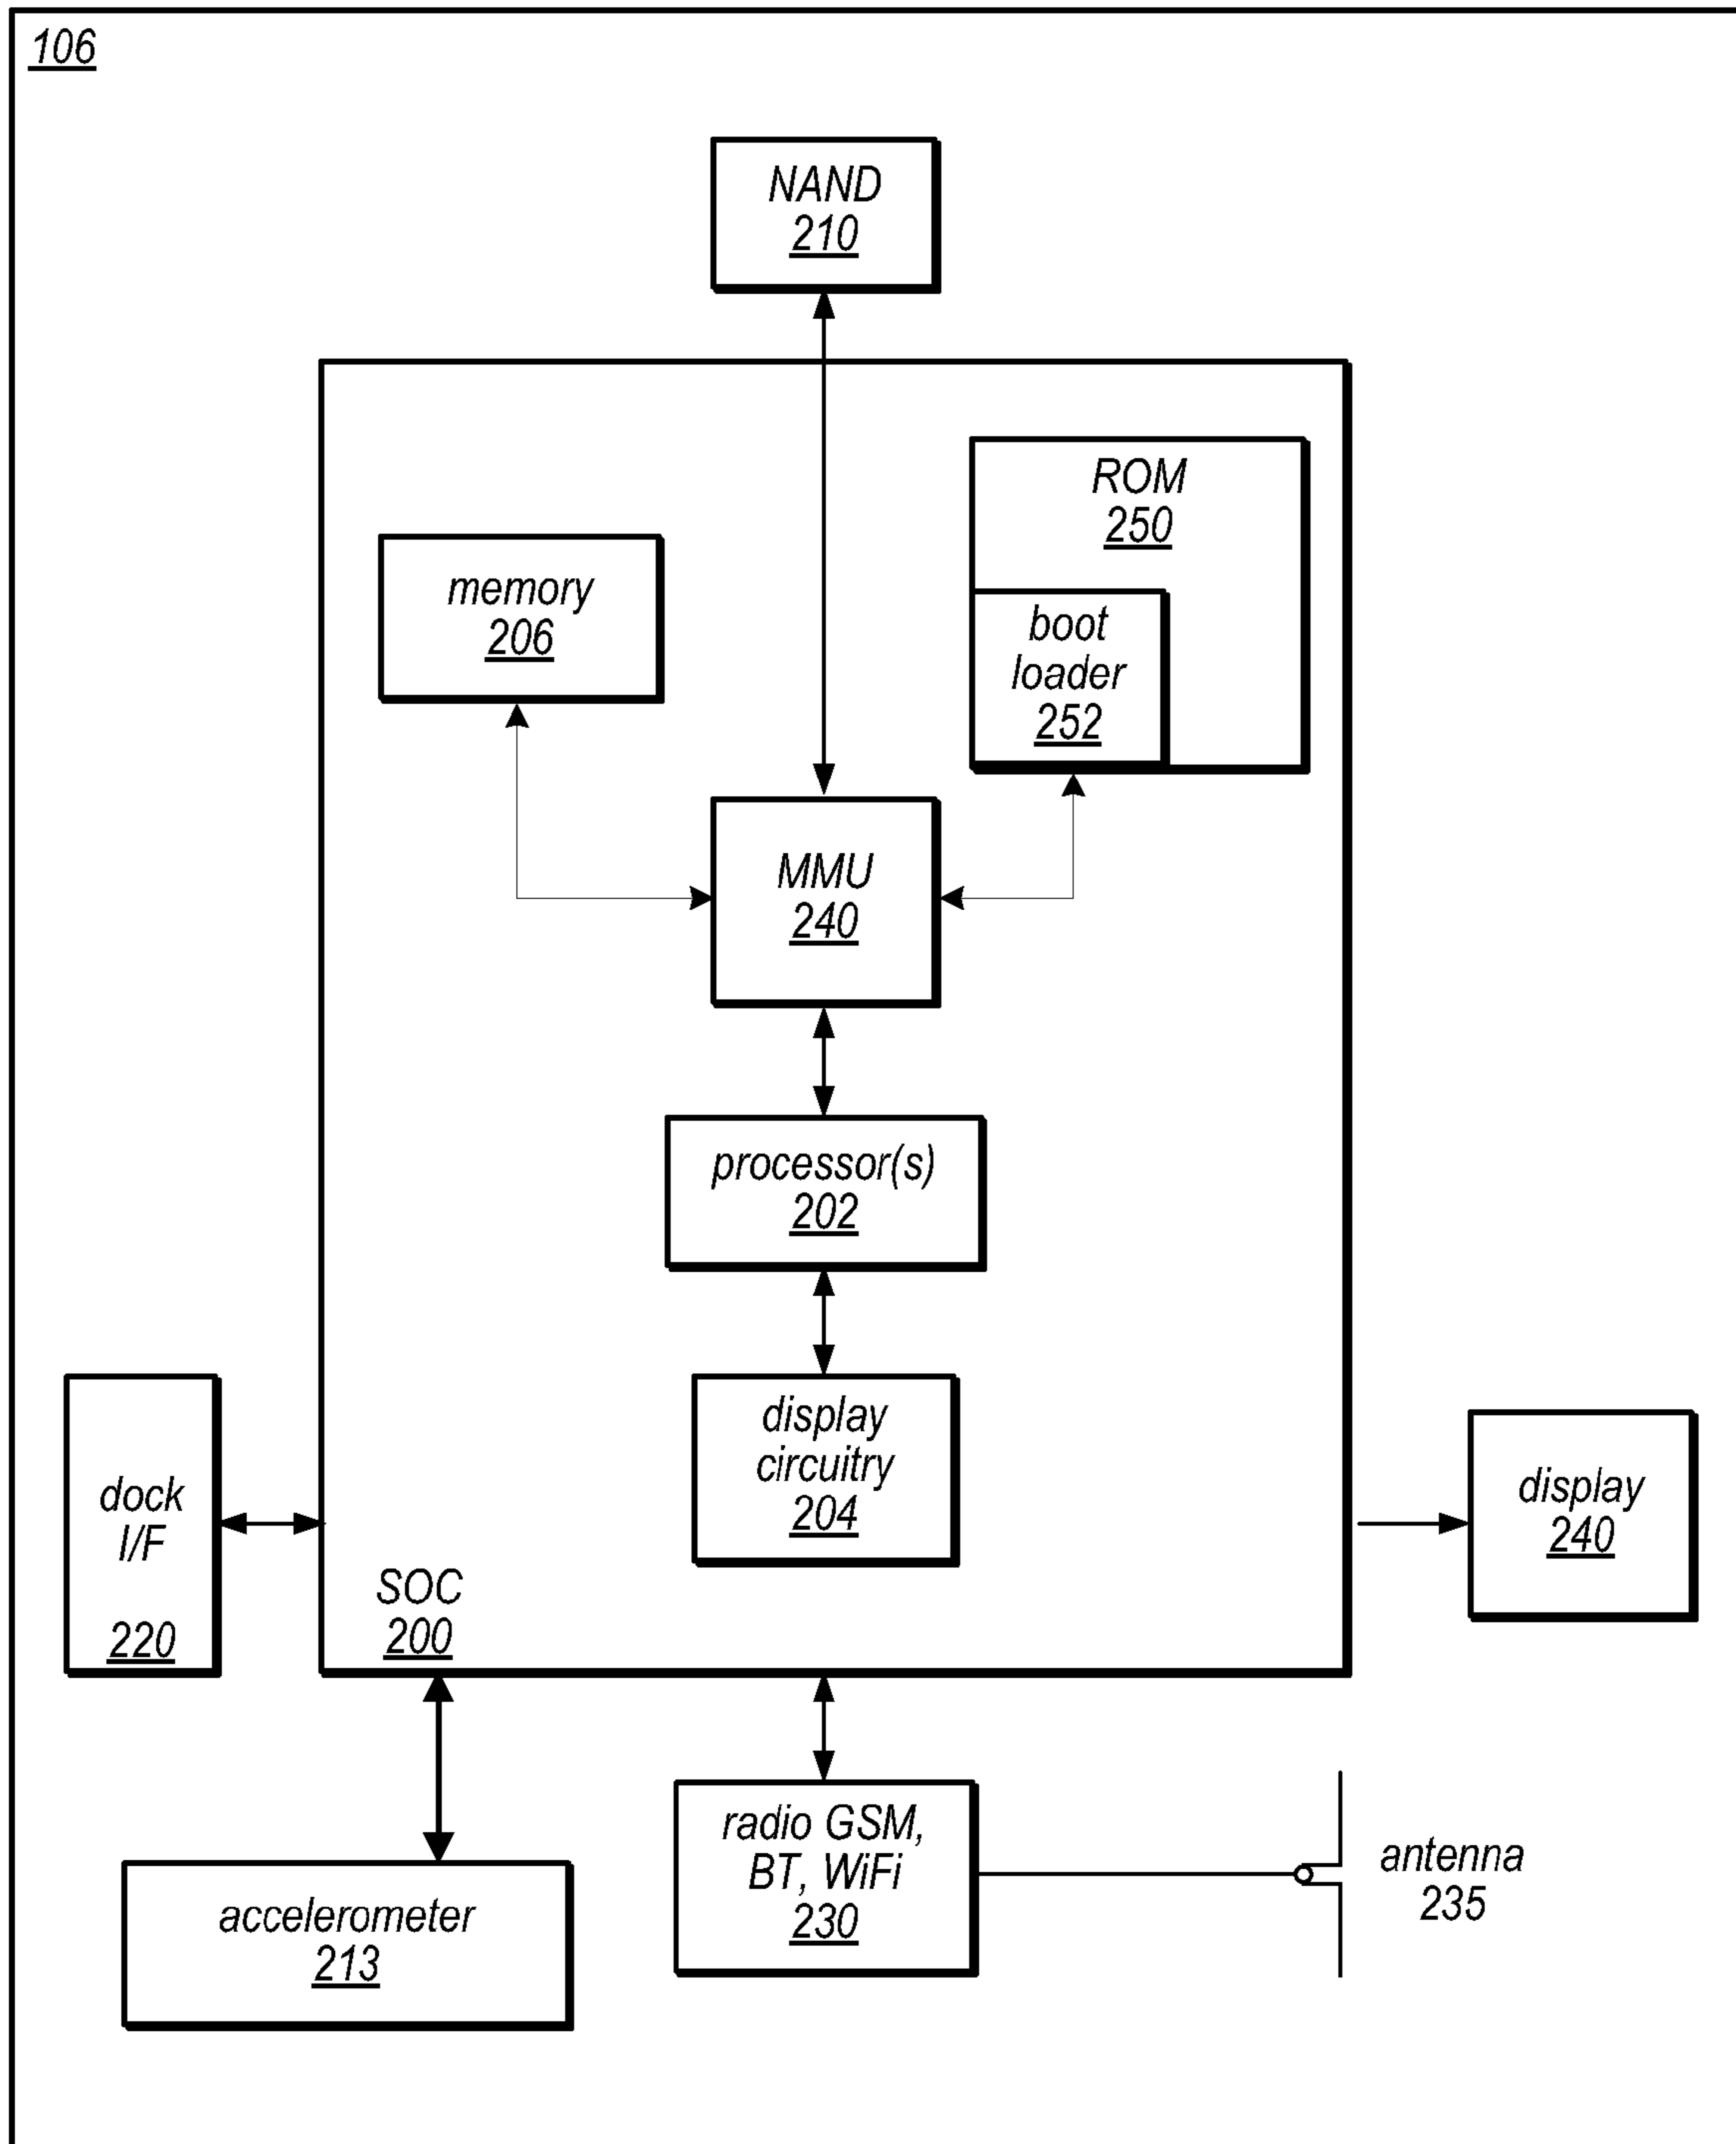 106
NAND
210
ROM
250
memory
206
boot
loader
252
MMU
240
processor(s)
202
display
circuitry
204
dock
I/F
220
display
240
SOC
200
radio GSM,
BT, WiFi
230
antenna
235
accelerometer
213